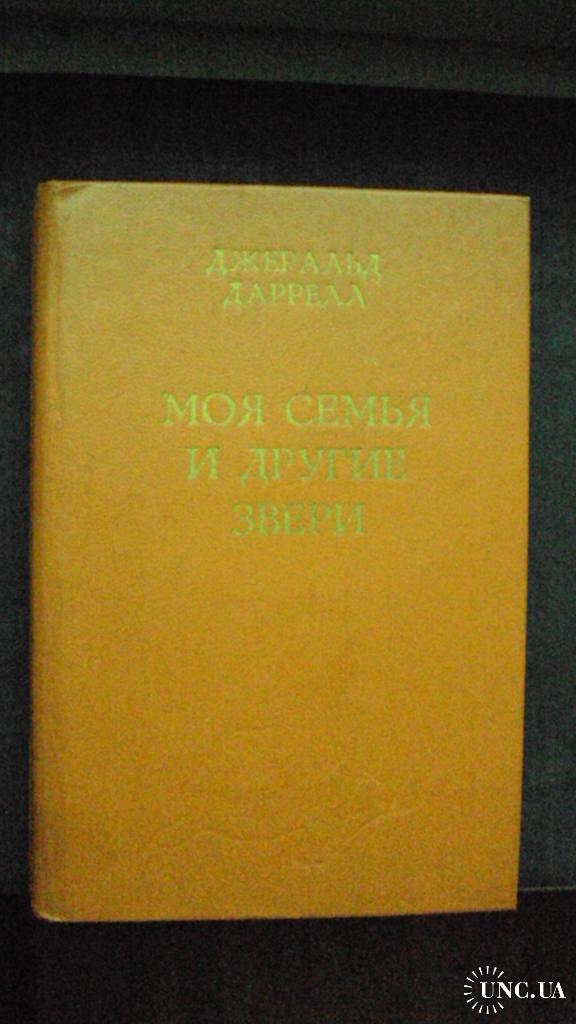 ДЖЕРАЛЬД
ДАРРЕЛЛ
МОЯ СЕМЬЯ
И ДРУГИЕ
ЗВЕРИ
UNC.UA